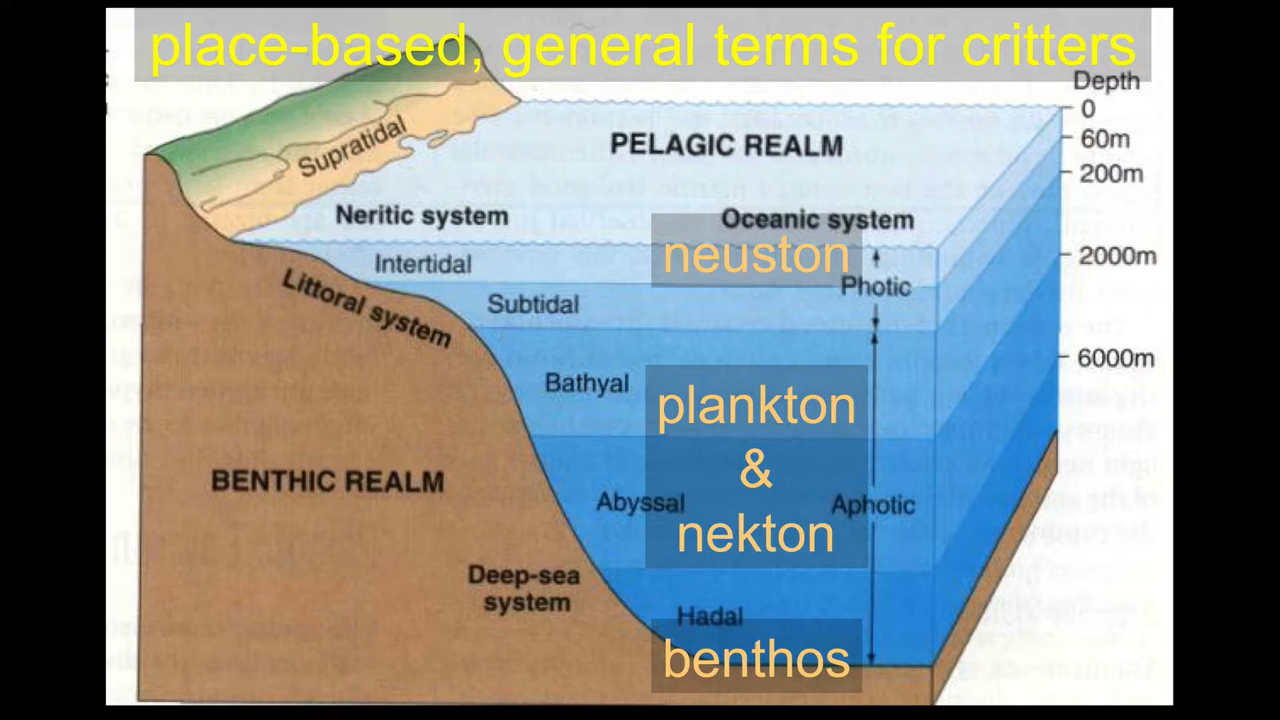 place-based, general terms for critters
Depth
0
60m
200m
2000m
6000m
Supratidal
PELAGIC REALM
Neritic system
Oceanic system
neuston
Intertidal
Photic
Littoral system
Subtidal
Bathyal
plankton
&
nekton
BENTHIC REALM
Abyssal
Aphotic
Deep-sea
system
Hadal
benthos